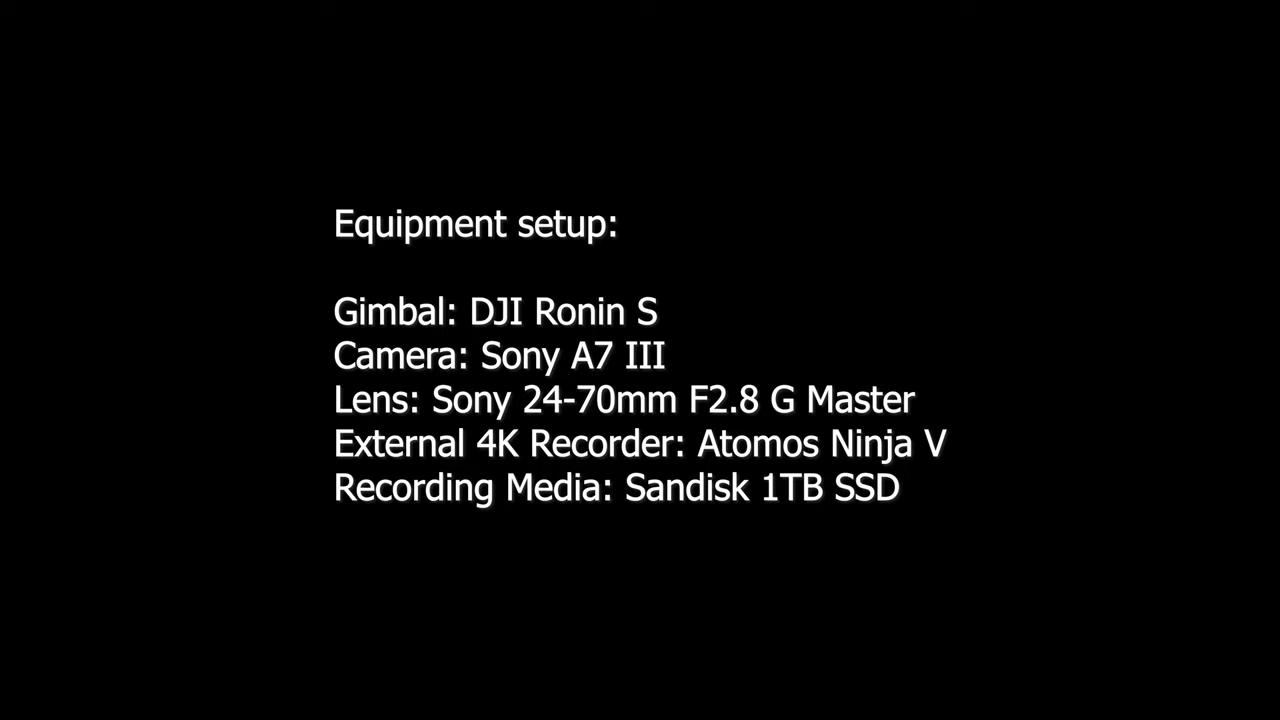 Equipment setup:
Gimbal: DJI Ronin S
Camera: Sony A7 III
Lens: Sony 24-70mm F2.8 G Master
External 4K Recorder: Atomos Ninja V
Recording Media: Sandisk 1TB SSD